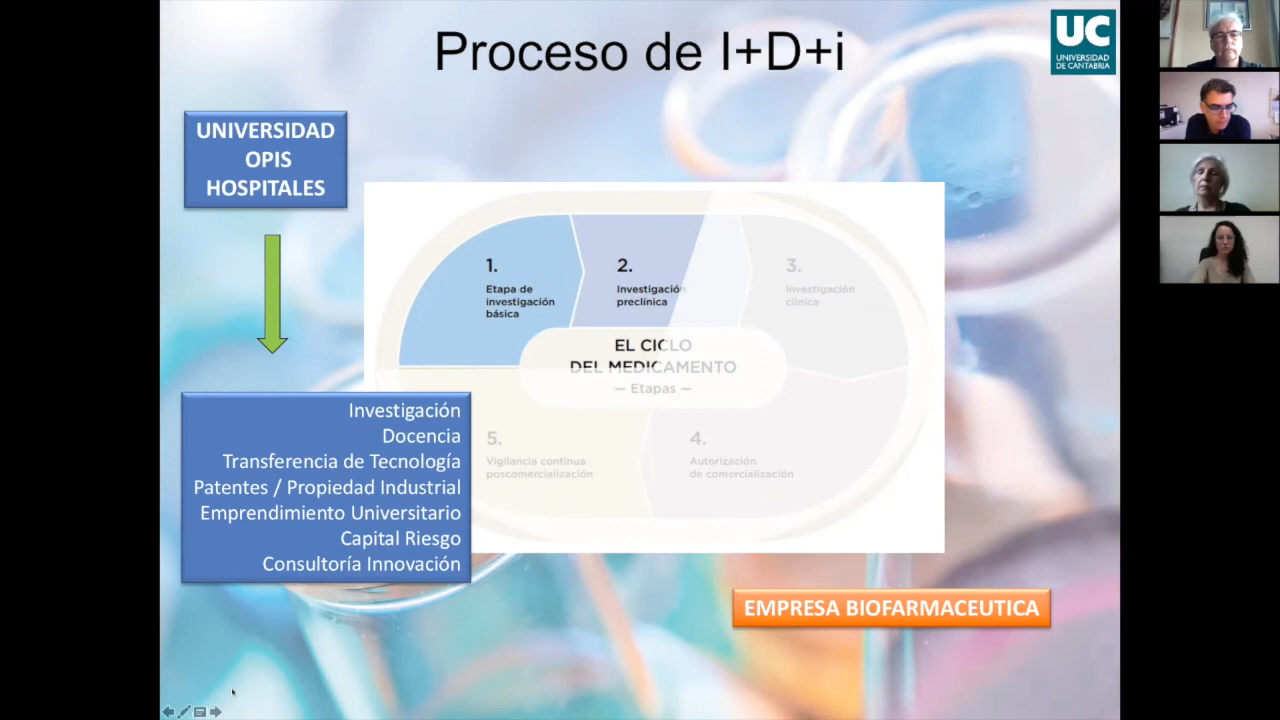 Proceso de I+D+i
UC
UNIVERSIDAD
DE CANTABRIA
UNIVERSIDAD
OPIS
HOSPITALES
1.
Etapa de
investigación
básica
2.
Investigación
preclínica
3.
Investigación
clínica
EL CICLO
DEL MEDICAMENTO
— Etapas —
5.
Vigilancia continua
poscomercialización
4.
Autorización
de comercialización
Investigación
Docencia
Transferencia de Tecnología
Patentes / Propiedad Industrial
Emprendimiento Universitario
Capital Riesgo
Consultoría Innovación
EMPRESA BIOFARMACEUTICA